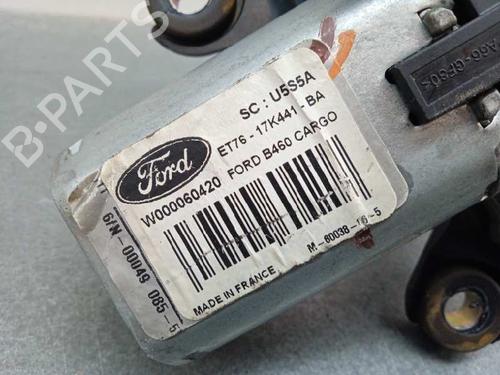 SC : U5S5A
ET76 - 17K441 - BA
FORD B460 CARGO
Ford
W000060420
6/N - 00049 085 - 5
M-60038-16-5
MADE IN FRANCE
B-PARTS